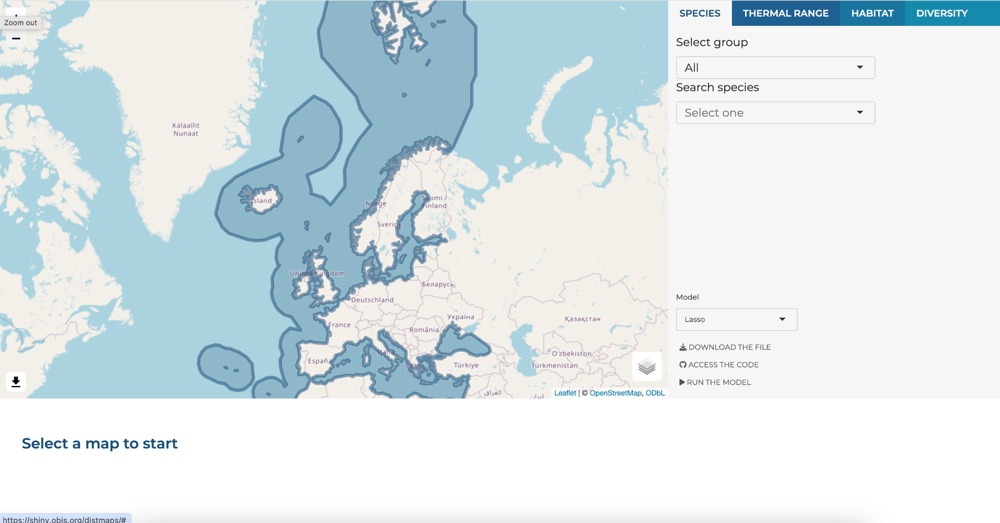 Zoom out
SPECIES
THERMAL RANGE
HABITAT
DIVERSITY
Select group
All
Search species
Select one
Model
Lasso
DOWNLOAD THE FILE
ACCESS THE CODE
RUN THE MODEL
Kalaallit
Nunaat
Ísland
Norge
Suomi /
Finland
Sverige
United Kingdom
Беларусь
Deutschland
Україна
France
România
Қазақстан
Italia
España
Ελλάς
Türkiye
Oʻzbekiston
Türkmenistan
العراق
ایران
Leaflet | © OpenStreetMap, ODbL
Select a map to start
https://shiny.obis.org/distmaps/#